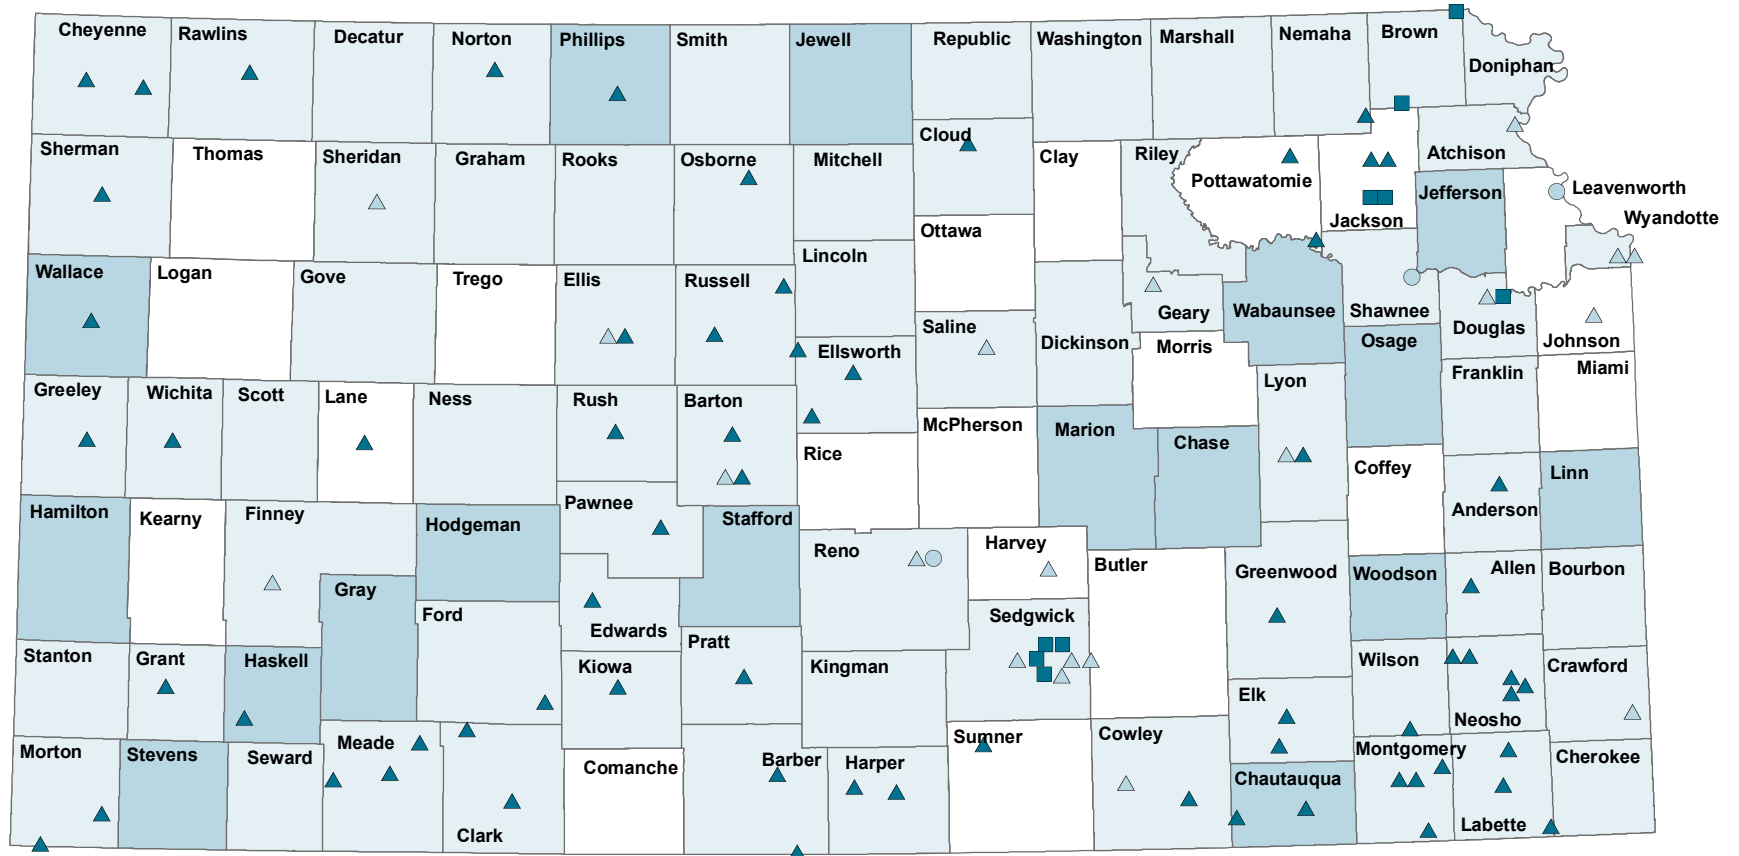 Cheyenne
Rawlins
Decatur
Norton
Phillips
Smith
Jewell
Republic
Washington
Marshall
Nemaha
Brown
Doniphan
Sherman
Thomas
Sheridan
Graham
Rooks
Osborne
Mitchell
Cloud
Clay
Riley
Pottawatomie
Jackson
Atchison
Jefferson
Leavenworth
Wyandotte
Wallace
Logan
Gove
Trego
Ellis
Russell
Lincoln
Ottawa
Saline
Dickinson
Geary
Morris
Wabaunsee
Shawnee
Osage
Douglas
Johnson
Greeley
Wichita
Scott
Lane
Ness
Rush
Barton
Ellsworth
Rice
McPherson
Marion
Chase
Lyon
Coffey
Franklin
Miami
Anderson
Linn
Hamilton
Kearny
Finney
Hodgeman
Pawnee
Stafford
Reno
Harvey
Butler
Greenwood
Woodson
Allen
Bourbon
Gray
Ford
Edwards
Sedgwick
Stanton
Grant
Haskell
Kiowa
Pratt
Kingman
Elk
Wilson
Neosho
Crawford
Morton
Stevens
Seward
Meade
Clark
Comanche
Barber
Harper
Sumner
Cowley
Chautauqua
Montgomery
Labette
Cherokee